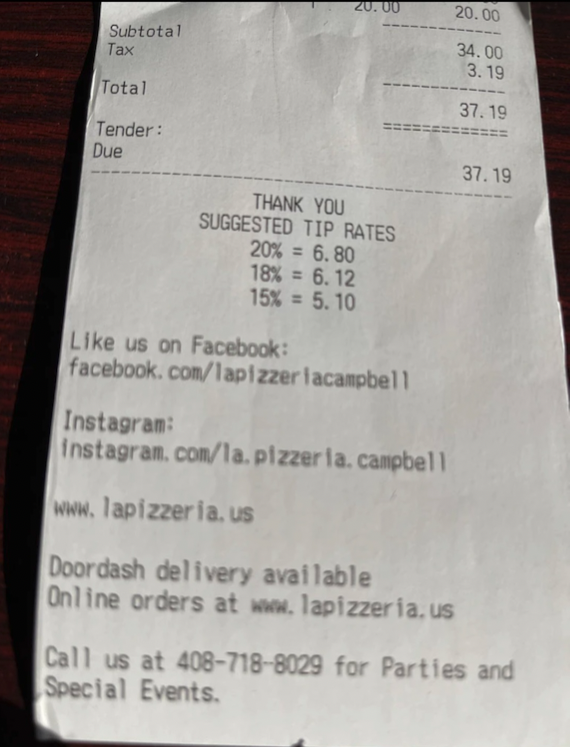 20.00 20.00
Subtotal 34.00
Tax 3.19
Total 37.19
Tender:
Due 37.19
THANK YOU
SUGGESTED TIP RATES
20% = 6.80
18% = 6.12
15% = 5.10
Like us on Facebook:
facebook.com/lapizzeriacampbell
Instagram:
instagram.com/la.pizzeria.campbell
www.lapizzeria.us
Doordash delivery available
Online orders at www.lapizzeria.us
Call us at 408-718-8029 for Parties and
Special Events.